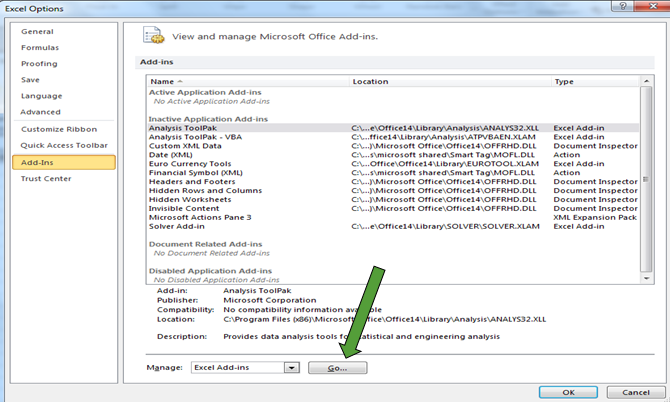 Excel Options
General
Formulas
Proofing
Save
Language
Advanced
Customize Ribbon
Quick Access Toolbar
Add-Ins
Trust Center
View and manage Microsoft Office Add-ins.
Add-ins
Name Location Type
Active Application Add-ins
No Active Application Add-ins
Inactive Application Add-ins
Analysis ToolPak C:\...e\Office14\Library\Analysis\ANALYS32.XLL Excel Add-in
Analysis ToolPak - VBA C:\...ffice14\Library\Analysis\ATPVBAEN.XLAM Excel Add-in
Custom XML Data C:\...)\Microsoft Office\Office14\OFFRHD.DLL Document Inspector
Date (XML) C:\...s\microsoft shared\Smart Tag\MOFL.DLL Action
Euro Currency Tools C:\...Office14\Library\EUROTOOL.XLAM Excel Add-in
Financial Symbol (XML) C:\...s\microsoft shared\Smart Tag\MOFL.DLL Action
Headers and Footers C:\...)\Microsoft Office\Office14\OFFRHD.DLL Document Inspector
Hidden Rows and Columns C:\...)\Microsoft Office\Office14\OFFRHD.DLL Document Inspector
Hidden Worksheets C:\...)\Microsoft Office\Office14\OFFRHD.DLL Document Inspector
Invisible Content C:\...)\Microsoft Office\Office14\OFFRHD.DLL Document Inspector
Microsoft Actions Pane 3 XML Expansion Pack
Solver Add-in C:\...e\Office14\Library\SOLVER\SOLVER.XLAM Excel Add-in
Document Related Add-ins
No Document Related Add-ins
Disabled Application Add-ins
No Disabled Application Add-ins
Add-in: Analysis ToolPak
Publisher: Microsoft Corporation
Compatibility: No compatibility information available
Location: C:\Program Files (x86)\Microsoft Office\Office14\Library\Analysis\ANALYS32.XLL
Description: Provides data analysis tools for statistical and engineering analysis
Manage: Excel Add-ins Go...
OK Cancel